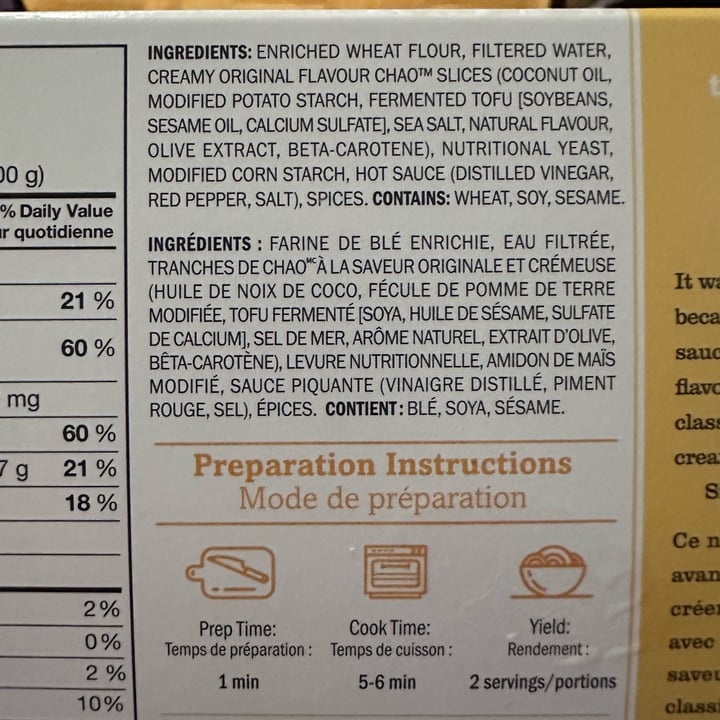 00 g)
% Daily Value
quotidienne
21 %
60 %
mg
60 %
7 g 21 %
18 %
2 %
0 %
2 %
10 %
INGREDIENTS: ENRICHED WHEAT FLOUR, FILTERED WATER,
CREAMY ORIGINAL FLAVOUR CHAO™ SLICES (COCONUT OIL,
MODIFIED POTATO STARCH, FERMENTED TOFU [SOYBEANS,
SESAME OIL, CALCIUM SULFATE], SEA SALT, NATURAL FLAVOUR,
OLIVE EXTRACT, BETA-CAROTENE), NUTRITIONAL YEAST,
MODIFIED CORN STARCH, HOT SAUCE (DISTILLED VINEGAR,
RED PEPPER, SALT), SPICES. CONTAINS: WHEAT, SOY, SESAME.
INGRÉDIENTS : FARINE DE BLÉ ENRICHIE, EAU FILTRÉE,
TRANCHES DE CHAO MC À LA SAVEUR ORIGINALE ET CRÉMEUSE
(HUILE DE NOIX DE COCO, FÉCULE DE POMME DE TERRE
MODIFIÉE, TOFU FERMENTÉ [SOYA, HUILE DE SÉSAME, SULFATE
DE CALCIUM], SEL DE MER, ARÔME NATUREL, EXTRAIT D'OLIVE,
BÊTA-CAROTÈNE), LEVURE NUTRITIONNELLE, AMIDON DE MAÏS
MODIFIÉ, SAUCE PIQUANTE (VINAIGRE DISTILLÉ, PIMENT
ROUGE, SEL), ÉPICES. CONTIENT : BLÉ, SOYA, SÉSAME.
Preparation Instructions
Mode de préparation
Prep Time:
Temps de préparation :
1 min
Cook Time:
Temps de cuisson :
5-6 min
Yield:
Rendement :
2 servings/portions
It wa
beca
sauc
flavo
class
crea
S
Ce n
avan
crée
avec
saveu
class